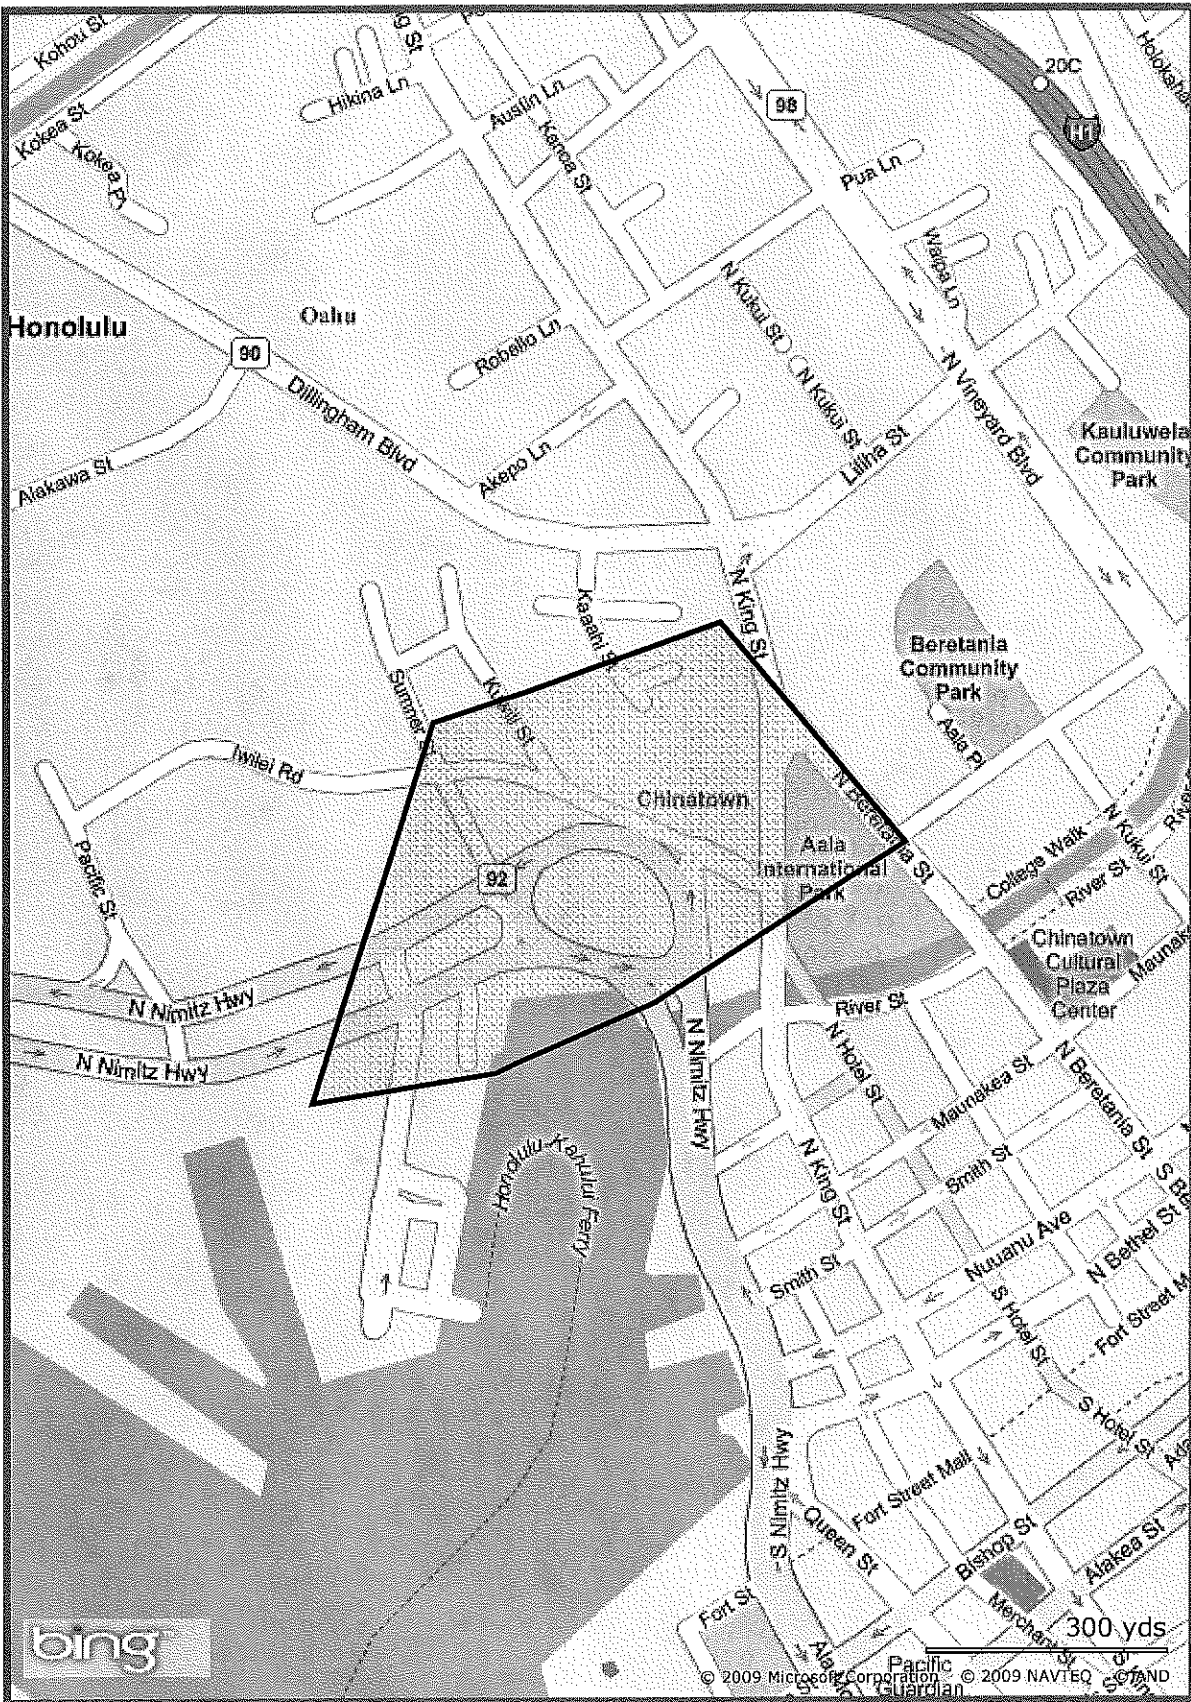 Kohou St
Kokea St
Kokea Pl
Hikina Ln
Austin Ln
Kanoa St
98
20C
H1
Pua Ln
Waipa Ln
Honolulu
Oahu
90
Robello Ln
N Kukui St
N Kukui St
Dillingham Blvd
Alakawa St
Akepo Ln
Liliha St
N Vineyard Blvd
Kauluwela
Community
Park
N King St
Kaaahi St
Beretania
Community
Park
Aala Pl
Sumner
Kuwili St
Iwilei Rd
Chinatown
N Beretania St
Aala
International
Park
92
Pacific St
College Walk
N Kukui St
River St
Chinatown
Cultural
Plaza
Center
N Nimitz Hwy
N Nimitz Hwy
N Nimitz Hwy
River St
N Hotel St
Maunakea St
N Beretania St
Honolulu-Kahului Ferry
N King St
Smith St
Smith St
Nuuanu Ave
N Bethel St
S Hotel St
S Hotel St
Fort Street Mall
S Nimitz Hwy
Queen St
Bishop St
Alakea St
Merchant St
Fort St
300 yds
bing
Pacific
Guardian
© 2009 Microsoft Corporation © 2009 NAVTEQ © AND